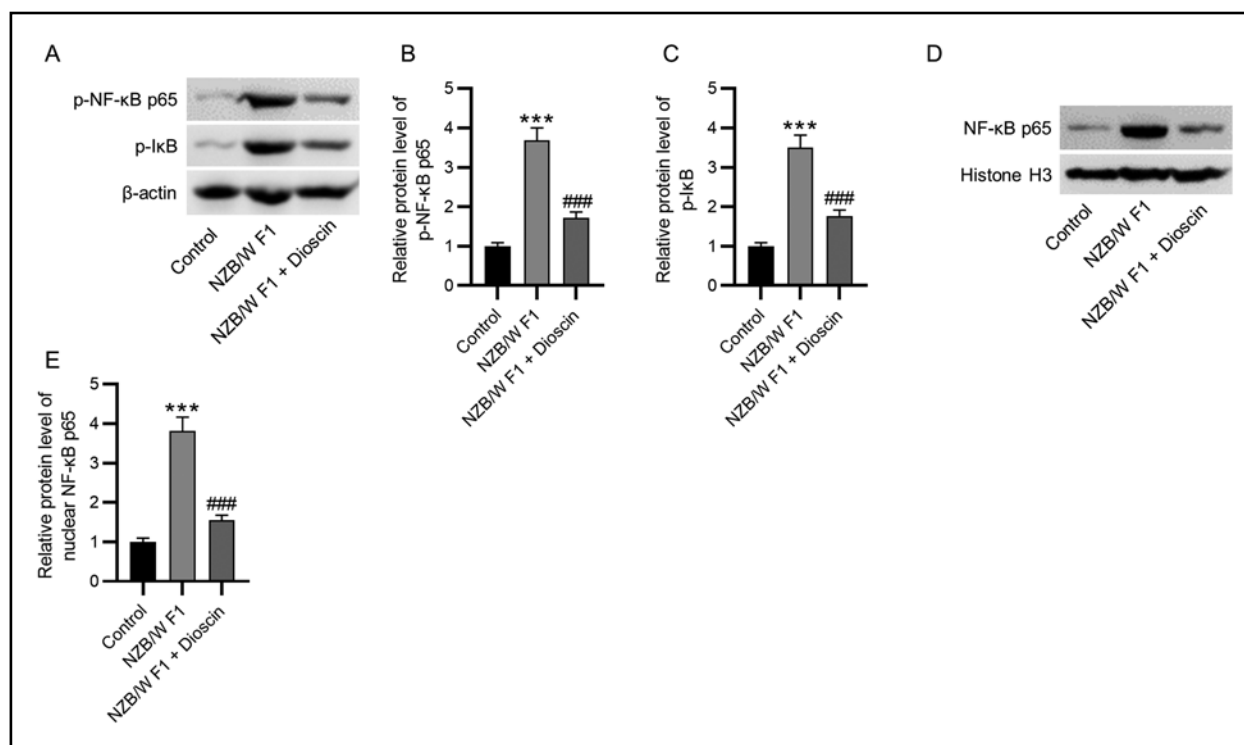 A
p-NF-κB p65
p-IκB
β-actin
Control
NZB/W F1
NZB/W F1 + Dioscin
B
Relative protein level of
p-NF-κB p65
5
4
3
2
1
0
***
###
Control
NZB/W F1
NZB/W F1 + Dioscin
C
Relative protein level of
p-IκB
5
4
3
2
1
0
***
###
Control
NZB/W F1
NZB/W F1 + Dioscin
D
NF-κB p65
Histone H3
Control
NZB/W F1
NZB/W F1 + Dioscin
E
Relative protein level of
nuclear NF-κB p65
5
4
3
2
1
0
***
###
Control
NZB/W F1
NZB/W F1 + Dioscin